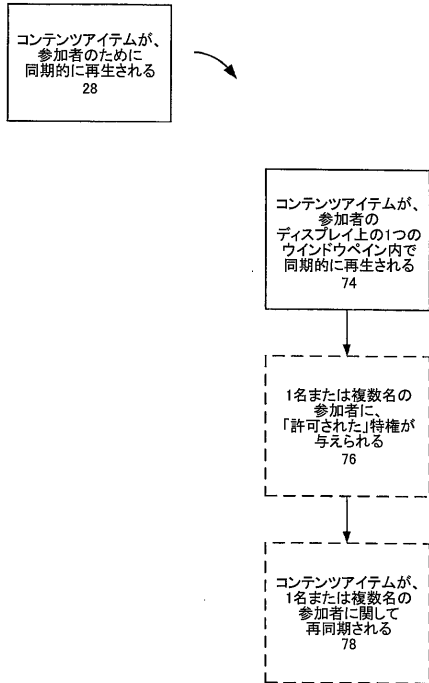 コンテンツアイテムが、
参加者のために
同期的に再生される
28
コンテンツアイテムが、
参加者の
ディスプレイ上の1つの
ウインドウペイン内で
同期的に再生される
74
1名または複数名の
参加者に、
「許可された」特権が
与えられる
76
コンテンツアイテムが、
1名または複数名の
参加者に関して
再同期される
78